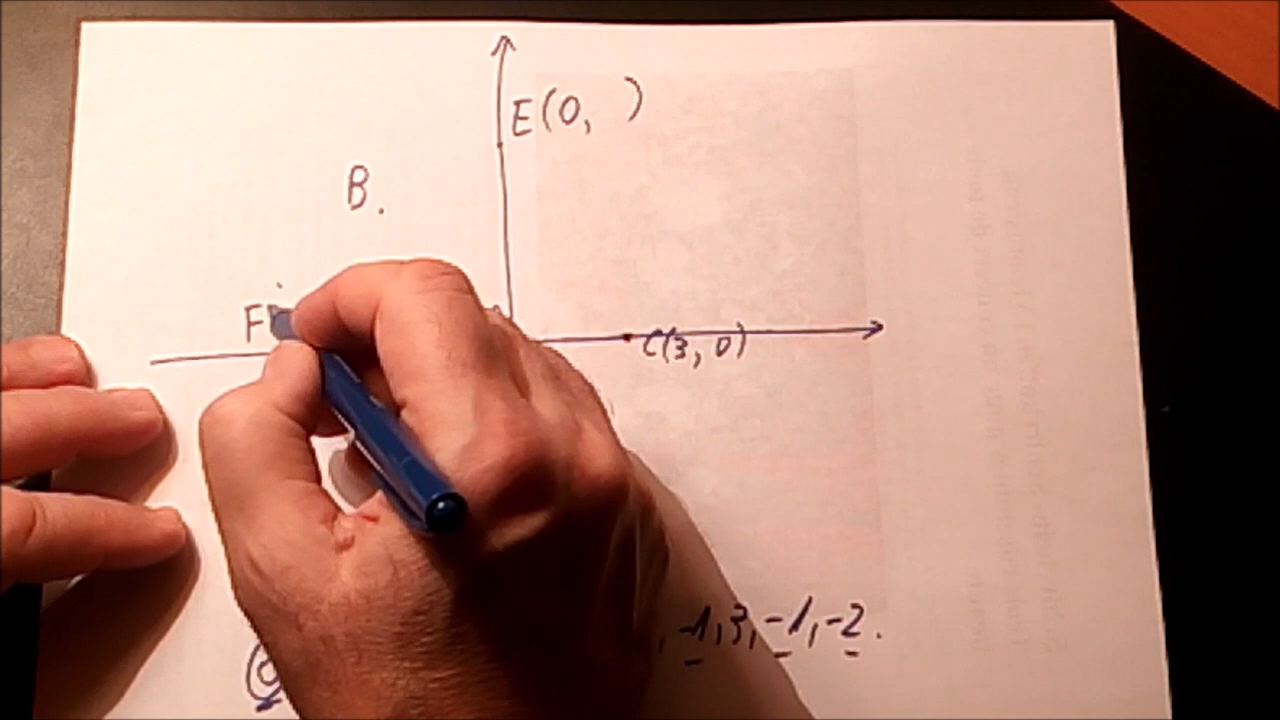 E(0, )
B.
F
C(3, 0)
, -1, 3, -1, -2.